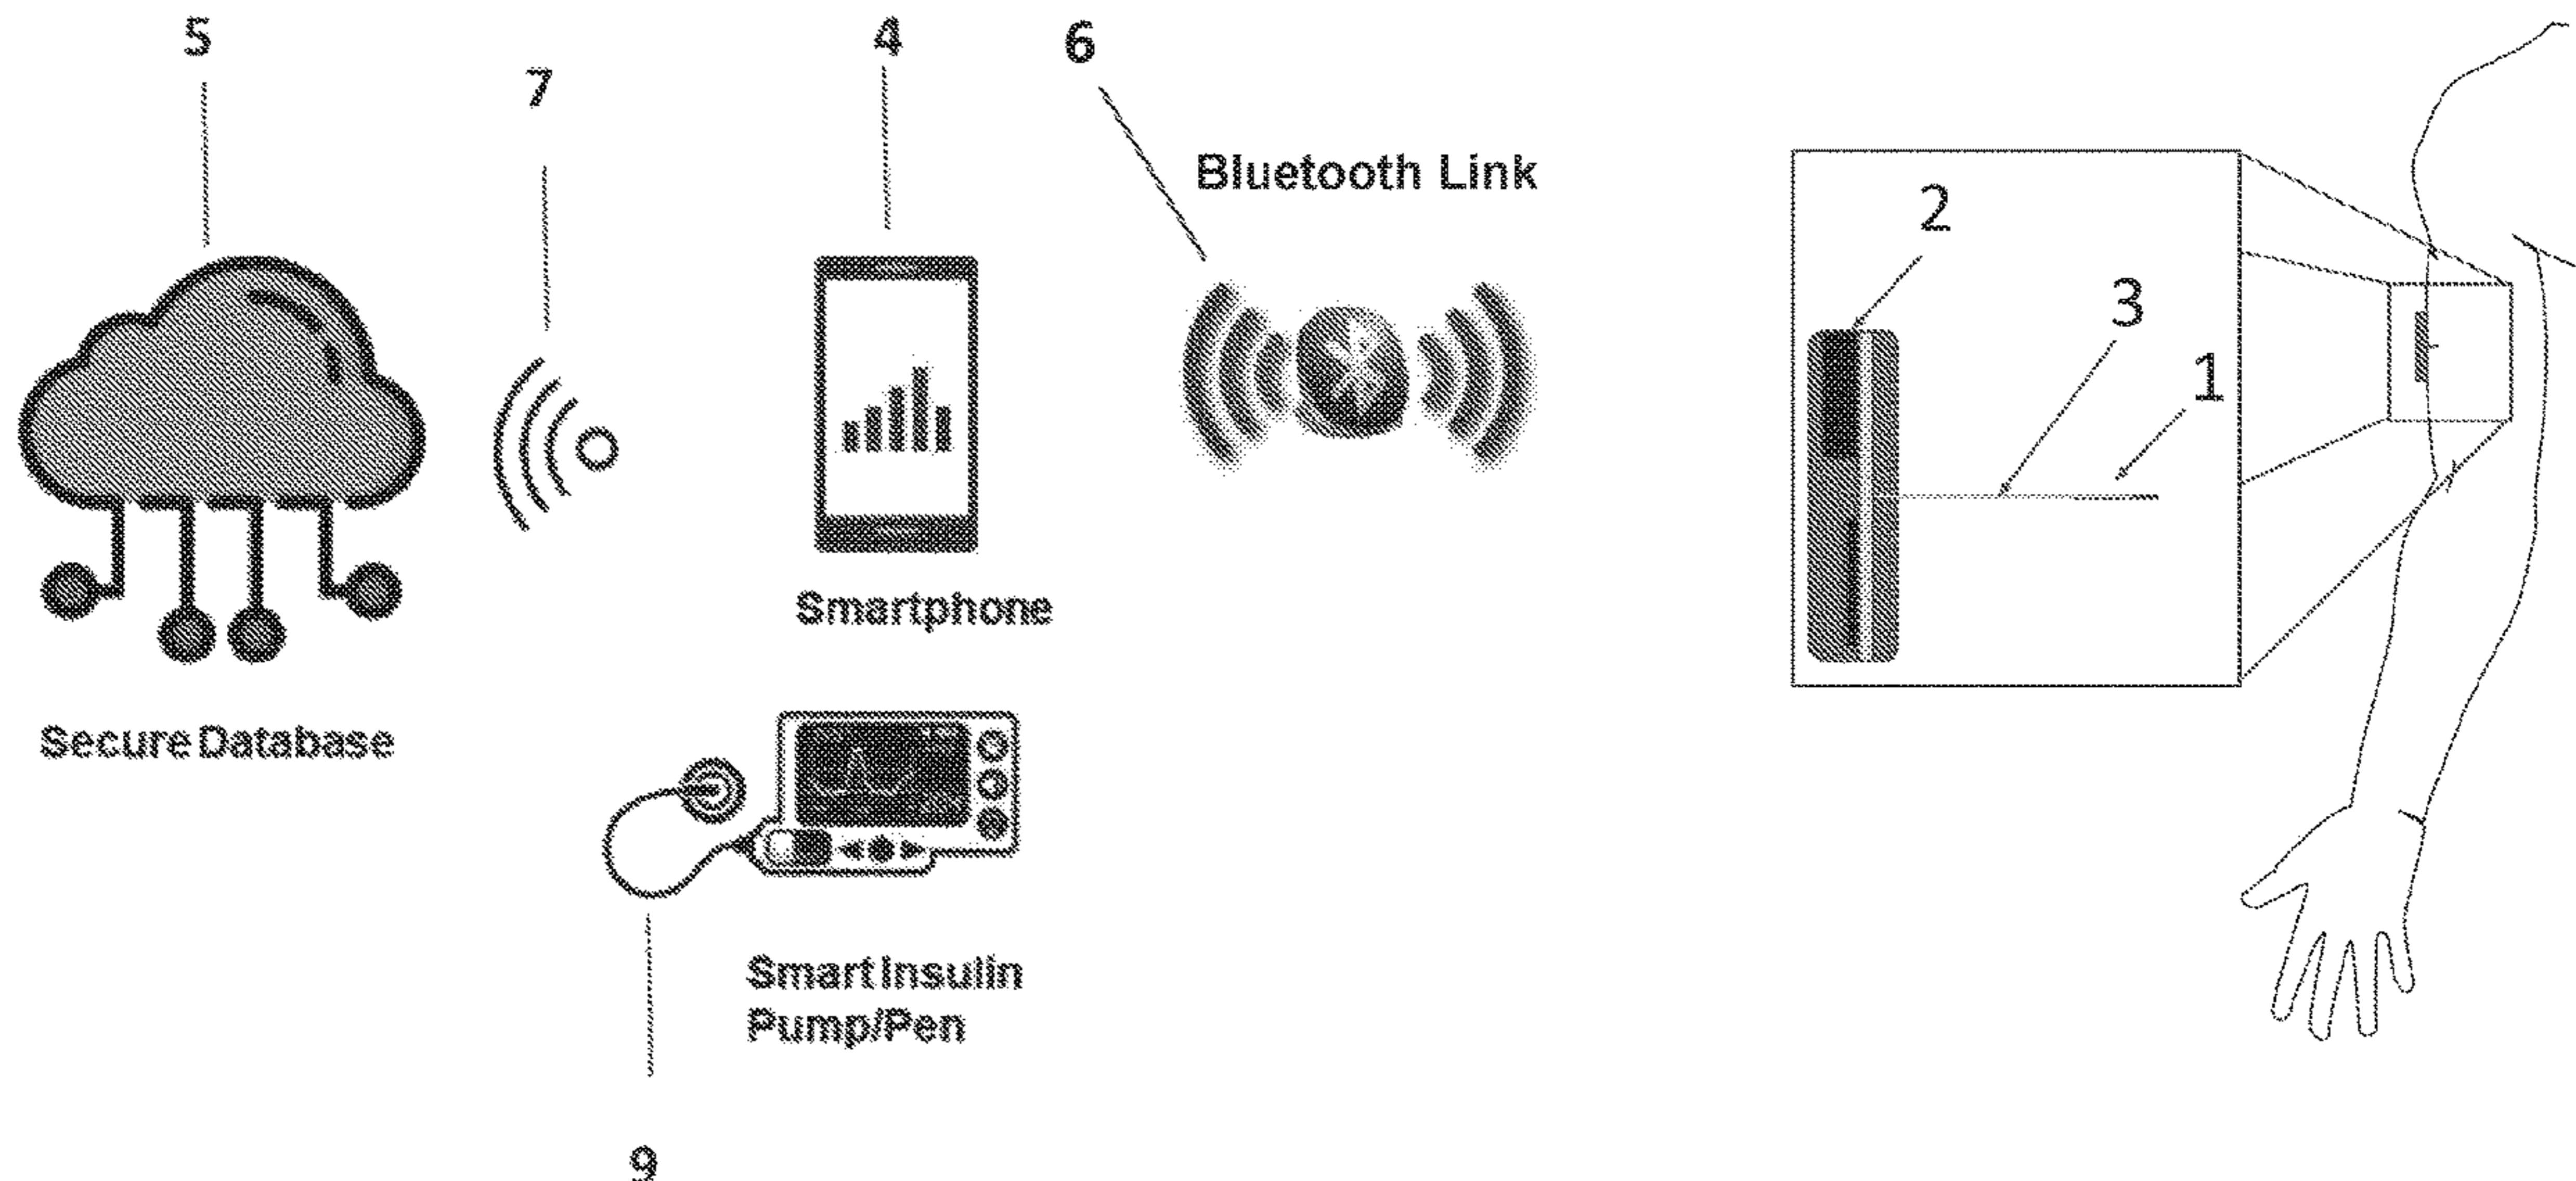 5
4
6
7
Bluetooth Link
2
3
1
Smartphone
Secure Database
Smart Insulin
Pump/Pen
9